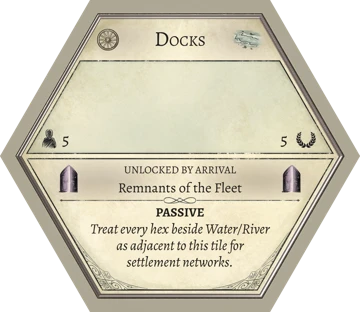 Docks
5 5
UNLOCKED BY ARRIVAL
Remnants of the Fleet
PASSIVE
Treat every hex beside Water/River
as adjacent to this tile for
settlement networks.